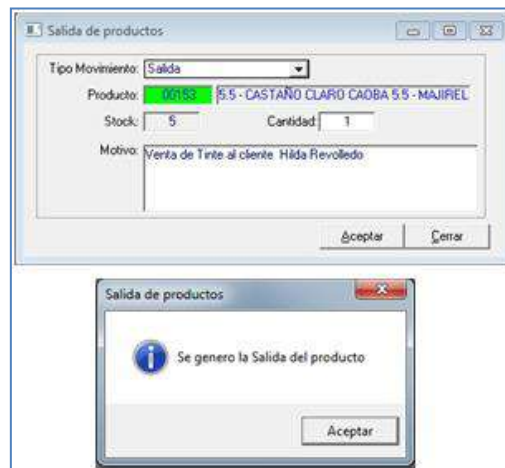 Salida de productos
Tipo Movimiento: Salida
Producto: 00153 5.5 - CASTAÑO CLARO CAOBA 5.5 - MAJIREL
Stock: 5 Cantidad: 1
Motivo: Venta de Tinte al cliente Hilda Revolledo
Aceptar Cerrar
Salida de productos
Se genero la Salida del producto
Aceptar